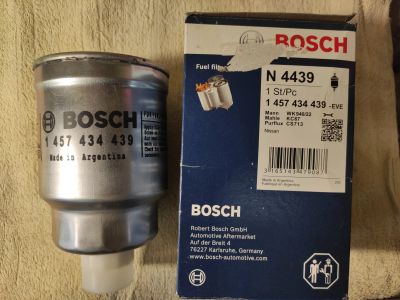 BOSCH
1 457 434 439
Made in Argentina
BOSCH
Fuel filter
N 4439
1 St/Pc
1 457 434 439 -EVE
Mann WK940/22
Mahle KC67
Purflux CS713
Nissan
BOSCH
Robert Bosch GmbH
Automotive Aftermarket
Auf der Breit 4
76227 Karlsruhe, Germany
www.bosch-automotive.com